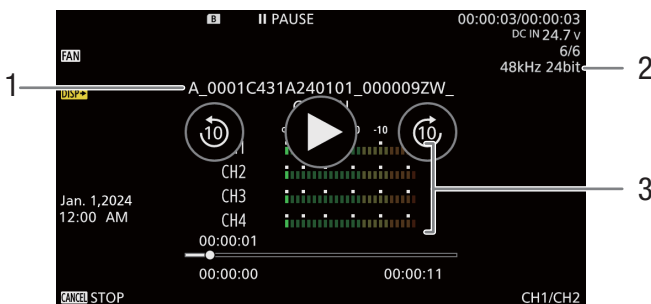 B II PAUSE 00:00:03/00:00:03
DC IN 24.7 V
FAN 6/6
48kHz 24bit
2
1
DISP+
A_0001C431A240101_000009ZW_
10
-10
10
CH2
3
Jan. 1,2024
CH3
12:00 AM
CH4
00:00:01
00:00:00 00:00:11
CANCEL STOP CH1/CH2